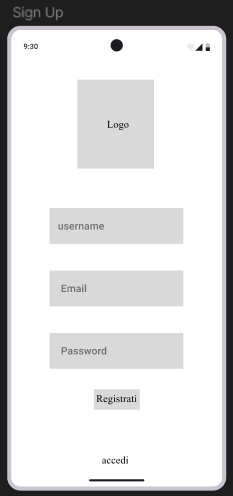 Sign Up
9:30
Logo
username
Email
Password
Registrati
accedi